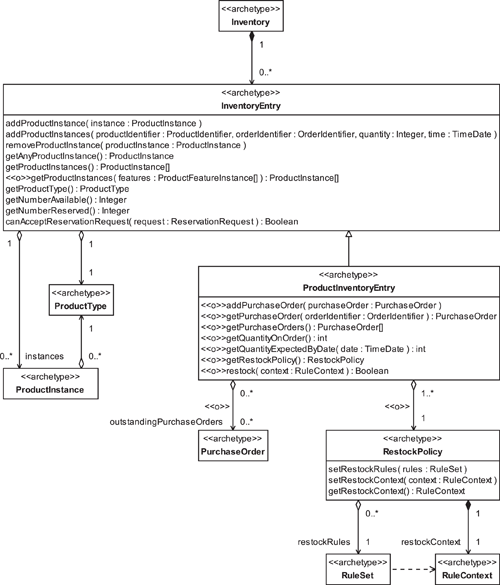 <<archetype>>
Inventory
1
0..*
<<archetype>>
InventoryEntry
addProductInstance( instance : ProductInstance )
addProductInstances( productIdentifier : ProductIdentifier, orderIdentifier : OrderIdentifier, quantity : Integer, time : TimeDate )
removeProductInstance( productInstance : ProductInstance )
getAnyProductInstance() : ProductInstance
getProductInstances() : ProductInstance[]
<<o>>getProductInstances( features : ProductFeatureInstance[] ) : ProductInstance[]
getProductType() : ProductType
getNumberAvailable() : Integer
getNumberReserved() : Integer
canAcceptReservationRequest( request : ReservationRequest ) : Boolean
1
1
1
<<archetype>>
ProductType
1
0..*
instances
0..*
<<archetype>>
ProductInstance
<<archetype>>
ProductInventoryEntry
<<o>>addPurchaseOrder( purchaseOrder : PurchaseOrder )
<<o>>getPurchaseOrder( orderIdentifier : OrderIdentifier ) : PurchaseOrder
<<o>>getPurchaseOrders() : PurchaseOrder[]
<<o>>getQuantityOnOrder() : int
<<o>>getQuantityExpectedByDate( date : TimeDate ) : int
<<o>>getRestockPolicy() : RestockPolicy
<<o>>restock( context : RuleContext ) : Boolean
0..*
1..*
<<o>>
<<o>>
outstandingPurchaseOrders
0..*
1
<<archetype>>
PurchaseOrder
<<archetype>>
RestockPolicy
setRestockRules( rules : RuleSet )
setRestockContext( context : RuleContext )
getRestockContext() : RuleContext
0..*
1
restockRules
1
restockContext
1
<<archetype>>
RuleSet
<<archetype>>
RuleContext